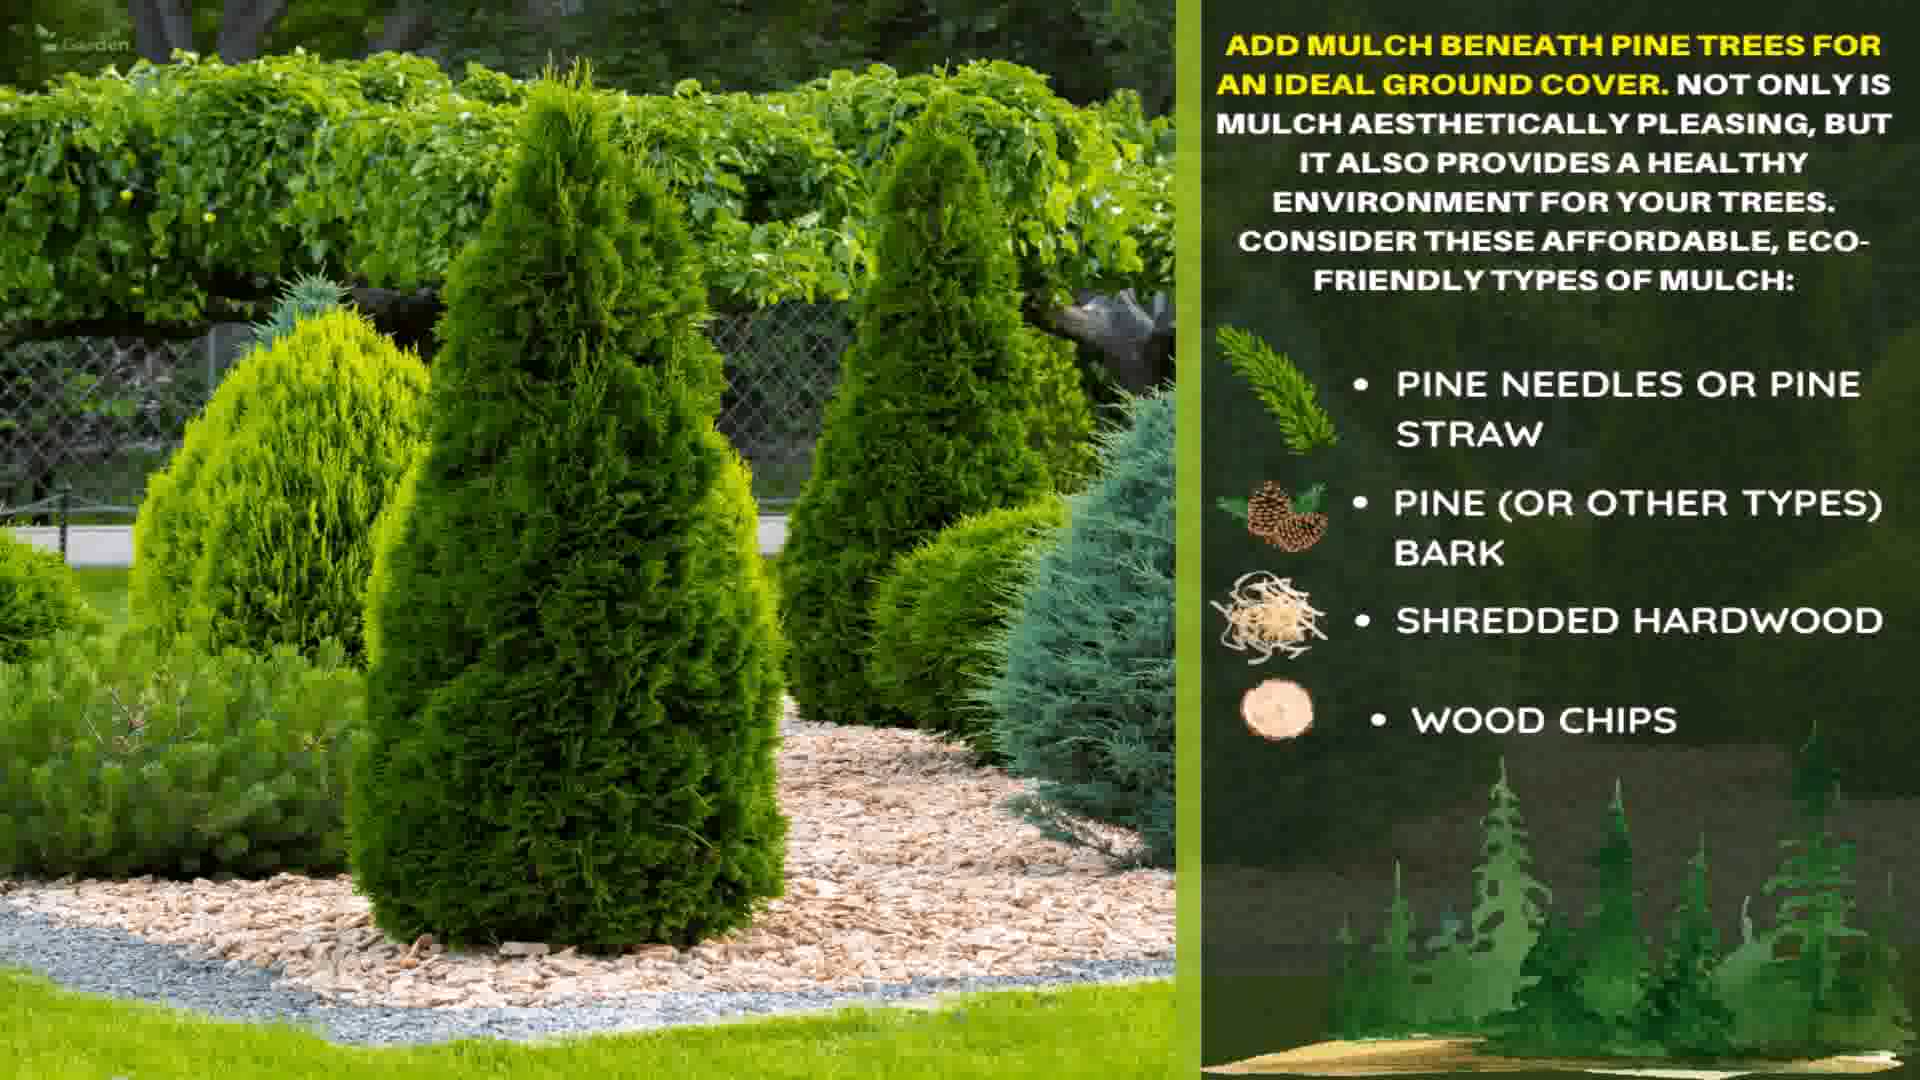 Garden
ADD MULCH BENEATH PINE TREES FOR
AN IDEAL GROUND COVER. NOT ONLY IS
MULCH AESTHETICALLY PLEASING, BUT
IT ALSO PROVIDES A HEALTHY
ENVIRONMENT FOR YOUR TREES.
CONSIDER THESE AFFORDABLE, ECO-
FRIENDLY TYPES OF MULCH:
• PINE NEEDLES OR PINE
STRAW
• PINE (OR OTHER TYPES)
BARK
• SHREDDED HARDWOOD
• WOOD CHIPS